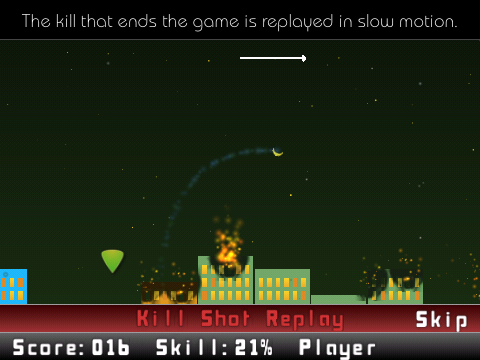 The kill that ends the game is replayed in slow motion.
Kill Shot Replay
Skip
Score:016 Skill:21% Player